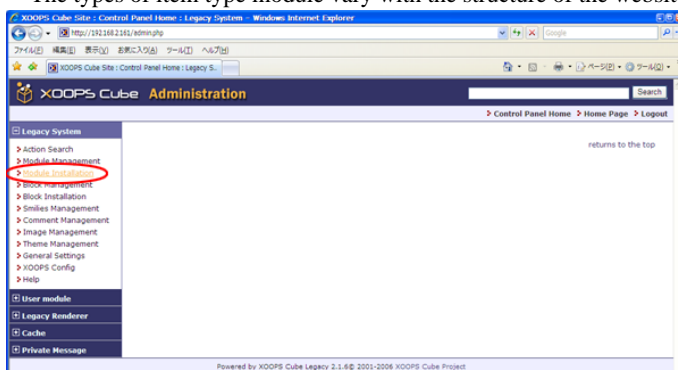 The types of item type module vary with the structure of the website
XOOPS Cube Site : Control Panel Home : Legacy System - Windows Internet Explorer
http://192.168.2.161/admin.php
Google
ファイル(F) 編集(E) 表示(V) お気に入り(A) ツール(T) ヘルプ(H)
XOOPS Cube Site : Control Panel Home : Legacy S..
ページ(P) ツール(O)
XOOPS Cube Administration
Search
Control Panel Home Home Page Logout
Legacy System
returns to the top
Action Search
Module Management
Module Installation
Block Management
Block Installation
Smilies Management
Comment Management
Image Management
Theme Management
General Settings
XOOPS Config
Help
User module
Legacy Renderer
Cache
Private Message
Powered by XOOPS Cube Legacy 2.1.6© 2001-2006 XOOPS Cube Project